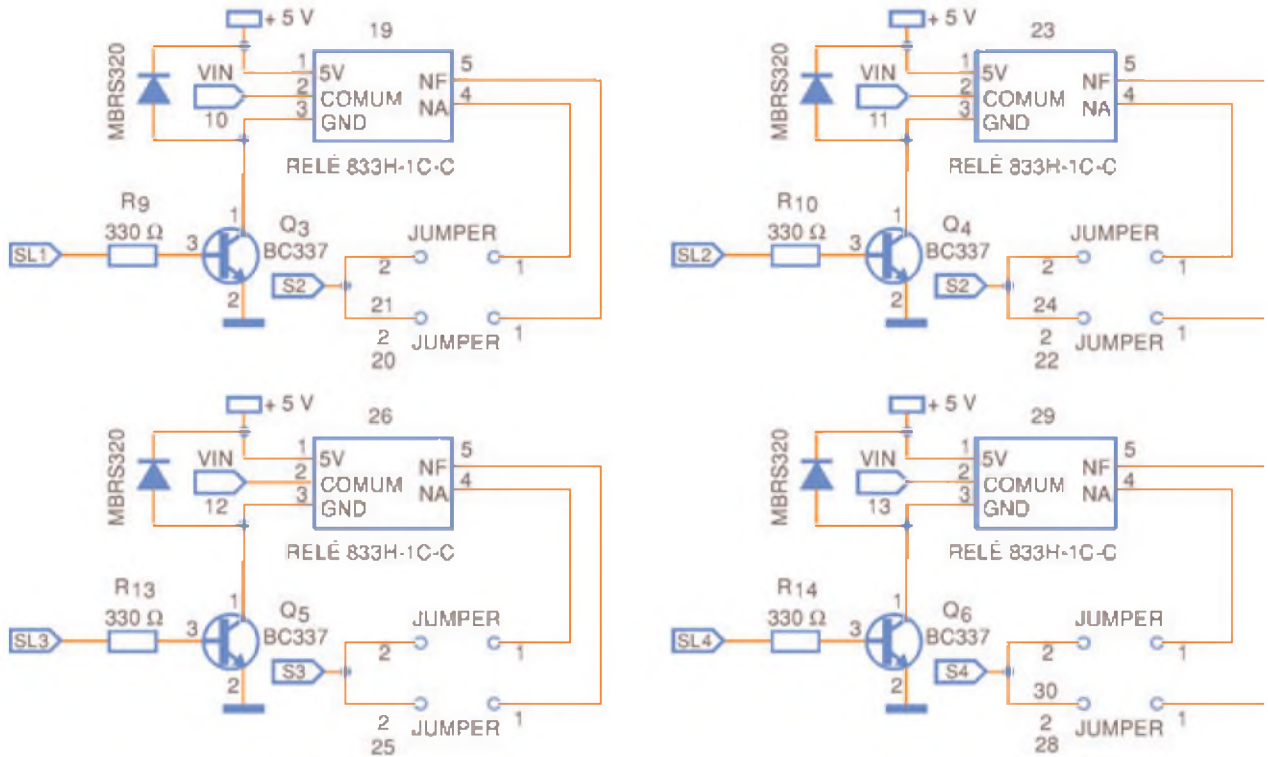 + 5 V
19
MBRS320
VIN
10
1
2
3
5V
COMUM
GND
NF
NA
5
4
RELÉ 833H-1C-C
R9
330 Ω
SL1
3
1
2
Q3
BC337
S2
JUMPER
2
1
21
2
20
JUMPER
1
+ 5 V
23
MBRS320
VIN
11
1
2
3
5V
COMUM
GND
NF
NA
5
4
RELÉ 833H-1C-C
R10
330 Ω
SL2
3
1
2
Q4
BC337
S2
JUMPER
2
1
24
2
22
JUMPER
1
+ 5 V
26
MBRS320
VIN
12
1
2
3
5V
COMUM
GND
NF
NA
5
4
RELÉ 833H-1C-C
R13
330 Ω
SL3
3
1
2
Q5
BC337
S3
JUMPER
2
1
2
25
JUMPER
1
+ 5 V
29
MBRS320
VIN
13
1
2
3
5V
COMUM
GND
NF
NA
5
4
RELÉ 833H-1C-C
R14
330 Ω
SL4
3
1
2
Q6
BC337
S4
JUMPER
2
1
30
2
28
JUMPER
1